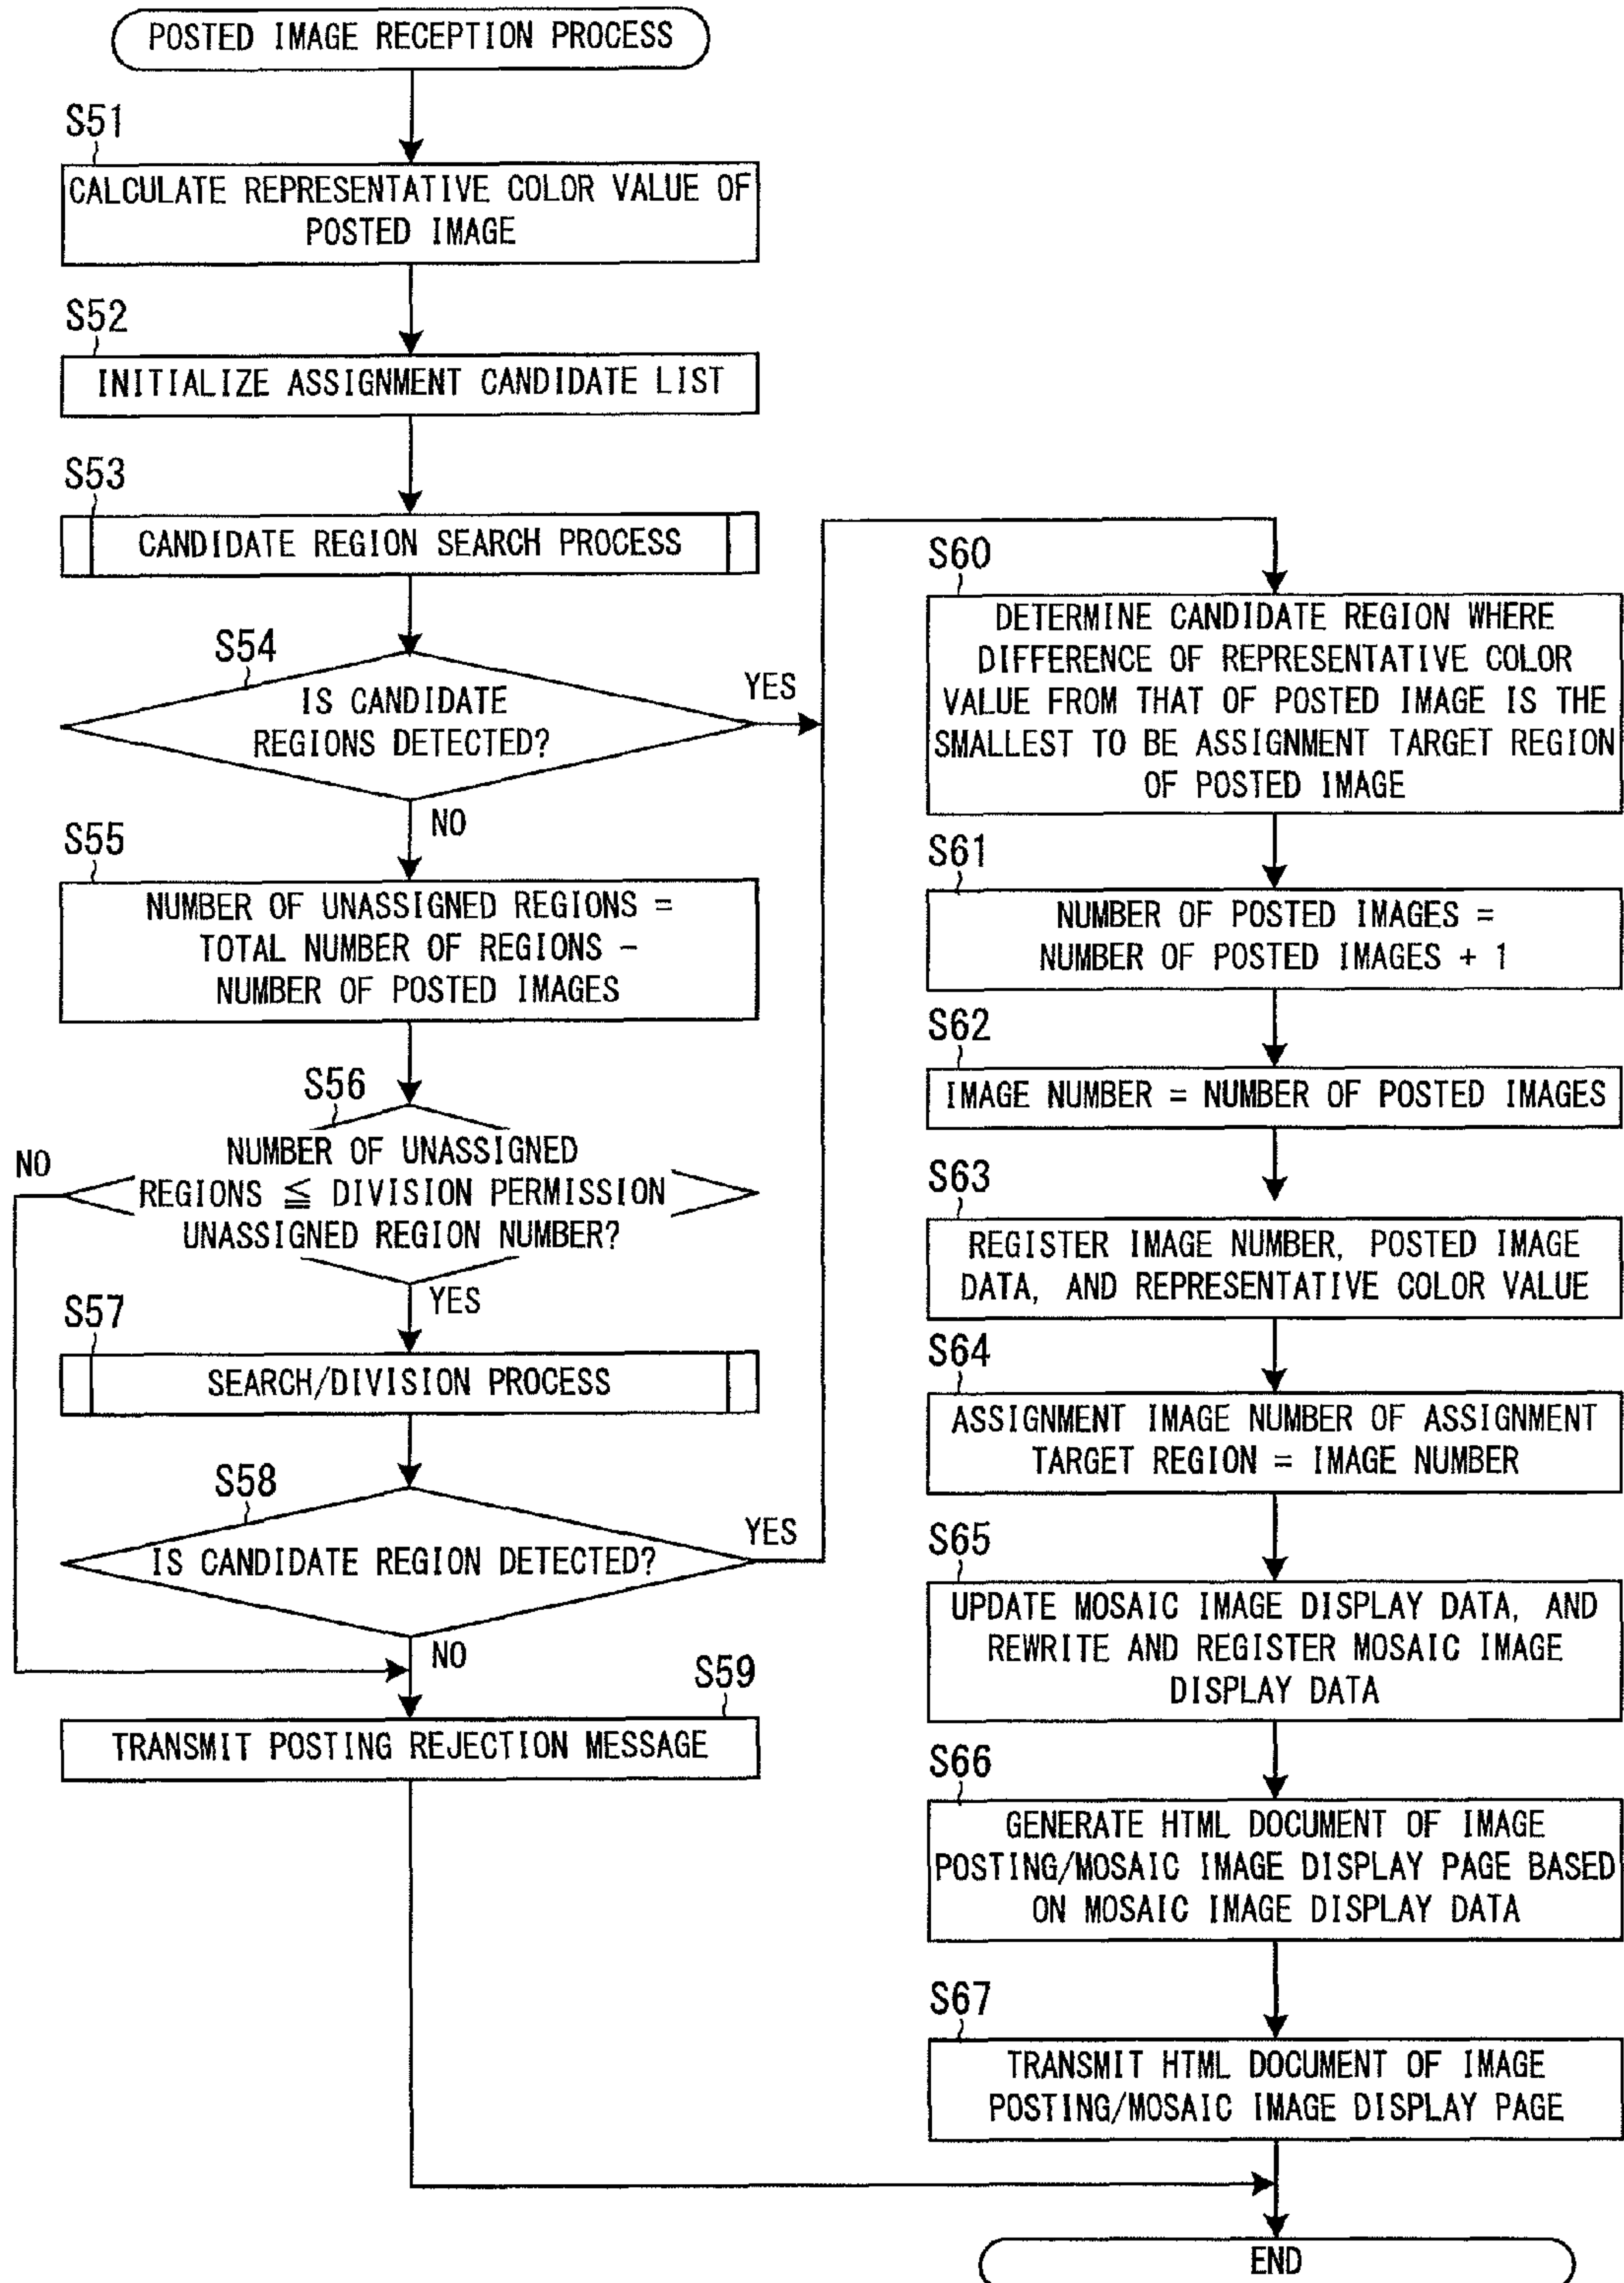 POSTED IMAGE RECEPTION PROCESS
S51
CALCULATE REPRESENTATIVE COLOR VALUE OF
POSTED IMAGE
S52
INITIALIZE ASSIGNMENT CANDIDATE LIST
S53
CANDIDATE REGION SEARCH PROCESS
S54
IS CANDIDATE
REGIONS DETECTED?
YES
NO
S55
NUMBER OF UNASSIGNED REGIONS =
TOTAL NUMBER OF REGIONS –
NUMBER OF POSTED IMAGES
S56
NUMBER OF UNASSIGNED
REGIONS ≦ DIVISION PERMISSION
UNASSIGNED REGION NUMBER?
NO
YES
S57
SEARCH/DIVISION PROCESS
S58
IS CANDIDATE REGION DETECTED?
YES
NO
S59
TRANSMIT POSTING REJECTION MESSAGE
S60
DETERMINE CANDIDATE REGION WHERE
DIFFERENCE OF REPRESENTATIVE COLOR
VALUE FROM THAT OF POSTED IMAGE IS THE
SMALLEST TO BE ASSIGNMENT TARGET REGION
OF POSTED IMAGE
S61
NUMBER OF POSTED IMAGES =
NUMBER OF POSTED IMAGES + 1
S62
IMAGE NUMBER = NUMBER OF POSTED IMAGES
S63
REGISTER IMAGE NUMBER, POSTED IMAGE
DATA, AND REPRESENTATIVE COLOR VALUE
S64
ASSIGNMENT IMAGE NUMBER OF ASSIGNMENT
TARGET REGION = IMAGE NUMBER
S65
UPDATE MOSAIC IMAGE DISPLAY DATA, AND
REWRITE AND REGISTER MOSAIC IMAGE
DISPLAY DATA
S66
GENERATE HTML DOCUMENT OF IMAGE
POSTING/MOSAIC IMAGE DISPLAY PAGE BASED
ON MOSAIC IMAGE DISPLAY DATA
S67
TRANSMIT HTML DOCUMENT OF IMAGE
POSTING/MOSAIC IMAGE DISPLAY PAGE
END